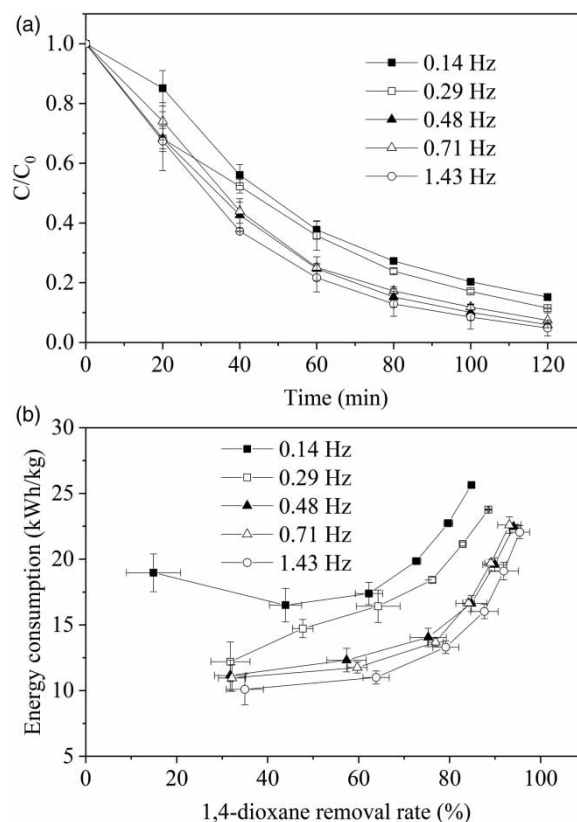 (a)
1.0
0.8
0.6
0.4
0.2
0.0
C/C0
0.14 Hz
0.29 Hz
0.48 Hz
0.71 Hz
1.43 Hz
0 20 40 60 80 100 120
Time (min)
(b)
30
25
20
15
10
5
Energy consumption (kWh/kg)
0.14 Hz
0.29 Hz
0.48 Hz
0.71 Hz
1.43 Hz
0 20 40 60 80 100
1,4-dioxane removal rate (%)